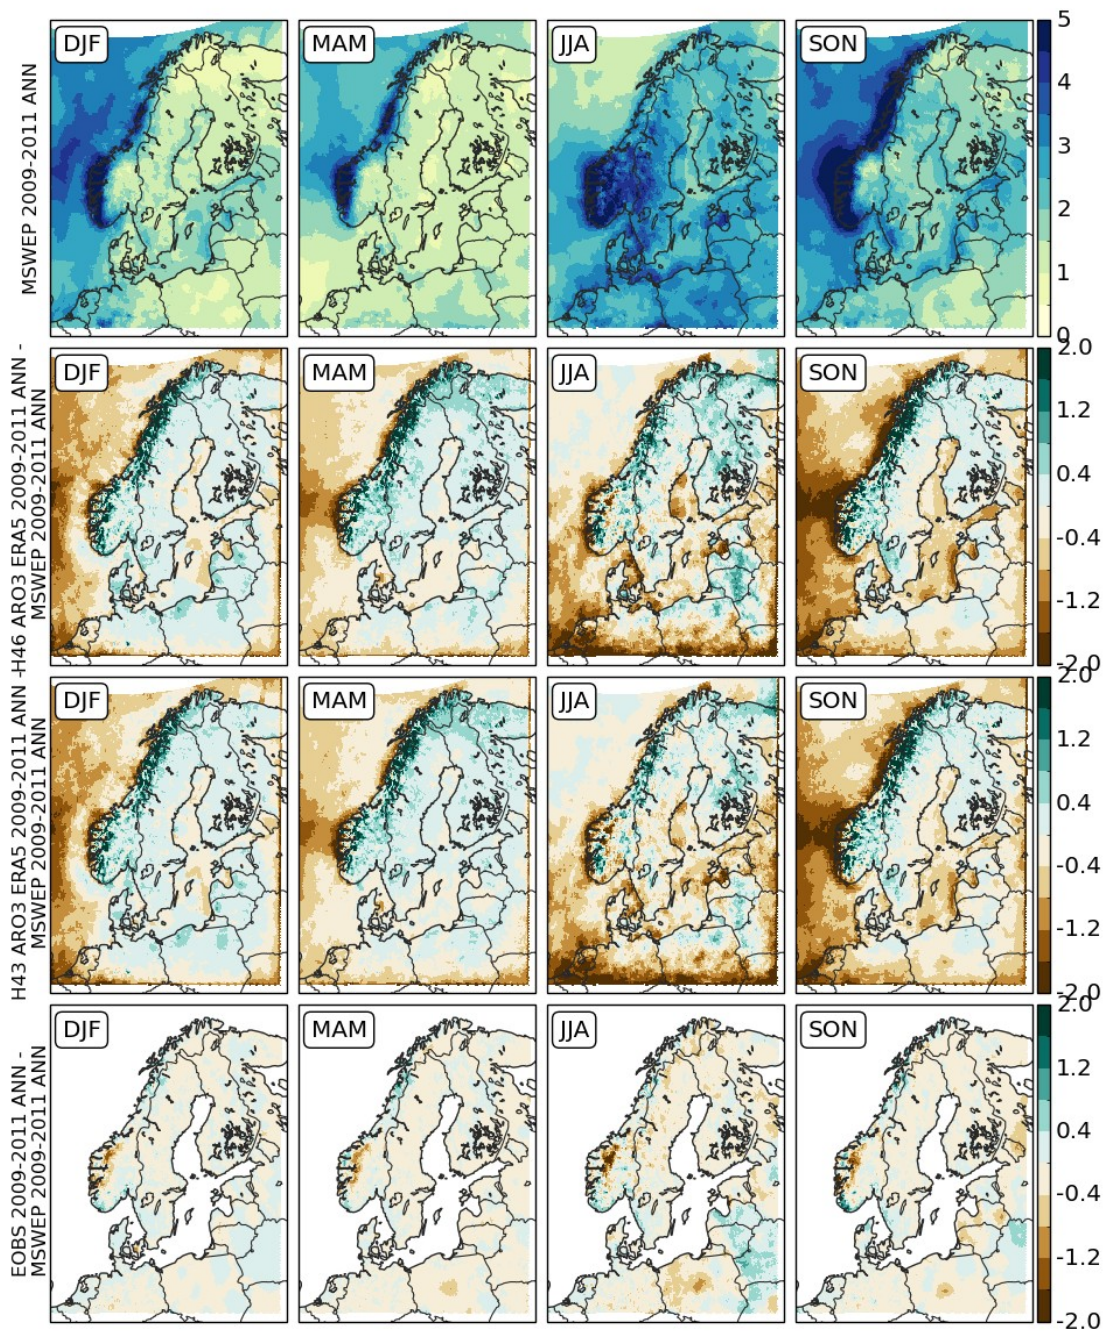 DJF MAM JJA SON
MSWEP 2009-2011 ANN
5
4
3
2
1
0
DJF MAM JJA SON
H46 ARO3 ERA5 2009-2011 ANN -
MSWEP 2009-2011 ANN
2.0
1.2
0.4
-0.4
-1.2
-2.0
DJF MAM JJA SON
H43 ARO3 ERA5 2009-2011 ANN -
MSWEP 2009-2011 ANN
2.0
1.2
0.4
-0.4
-1.2
-2.0
DJF MAM JJA SON
EOBS 2009-2011 ANN -
MSWEP 2009-2011 ANN
2.0
1.2
0.4
-0.4
-1.2
-2.0